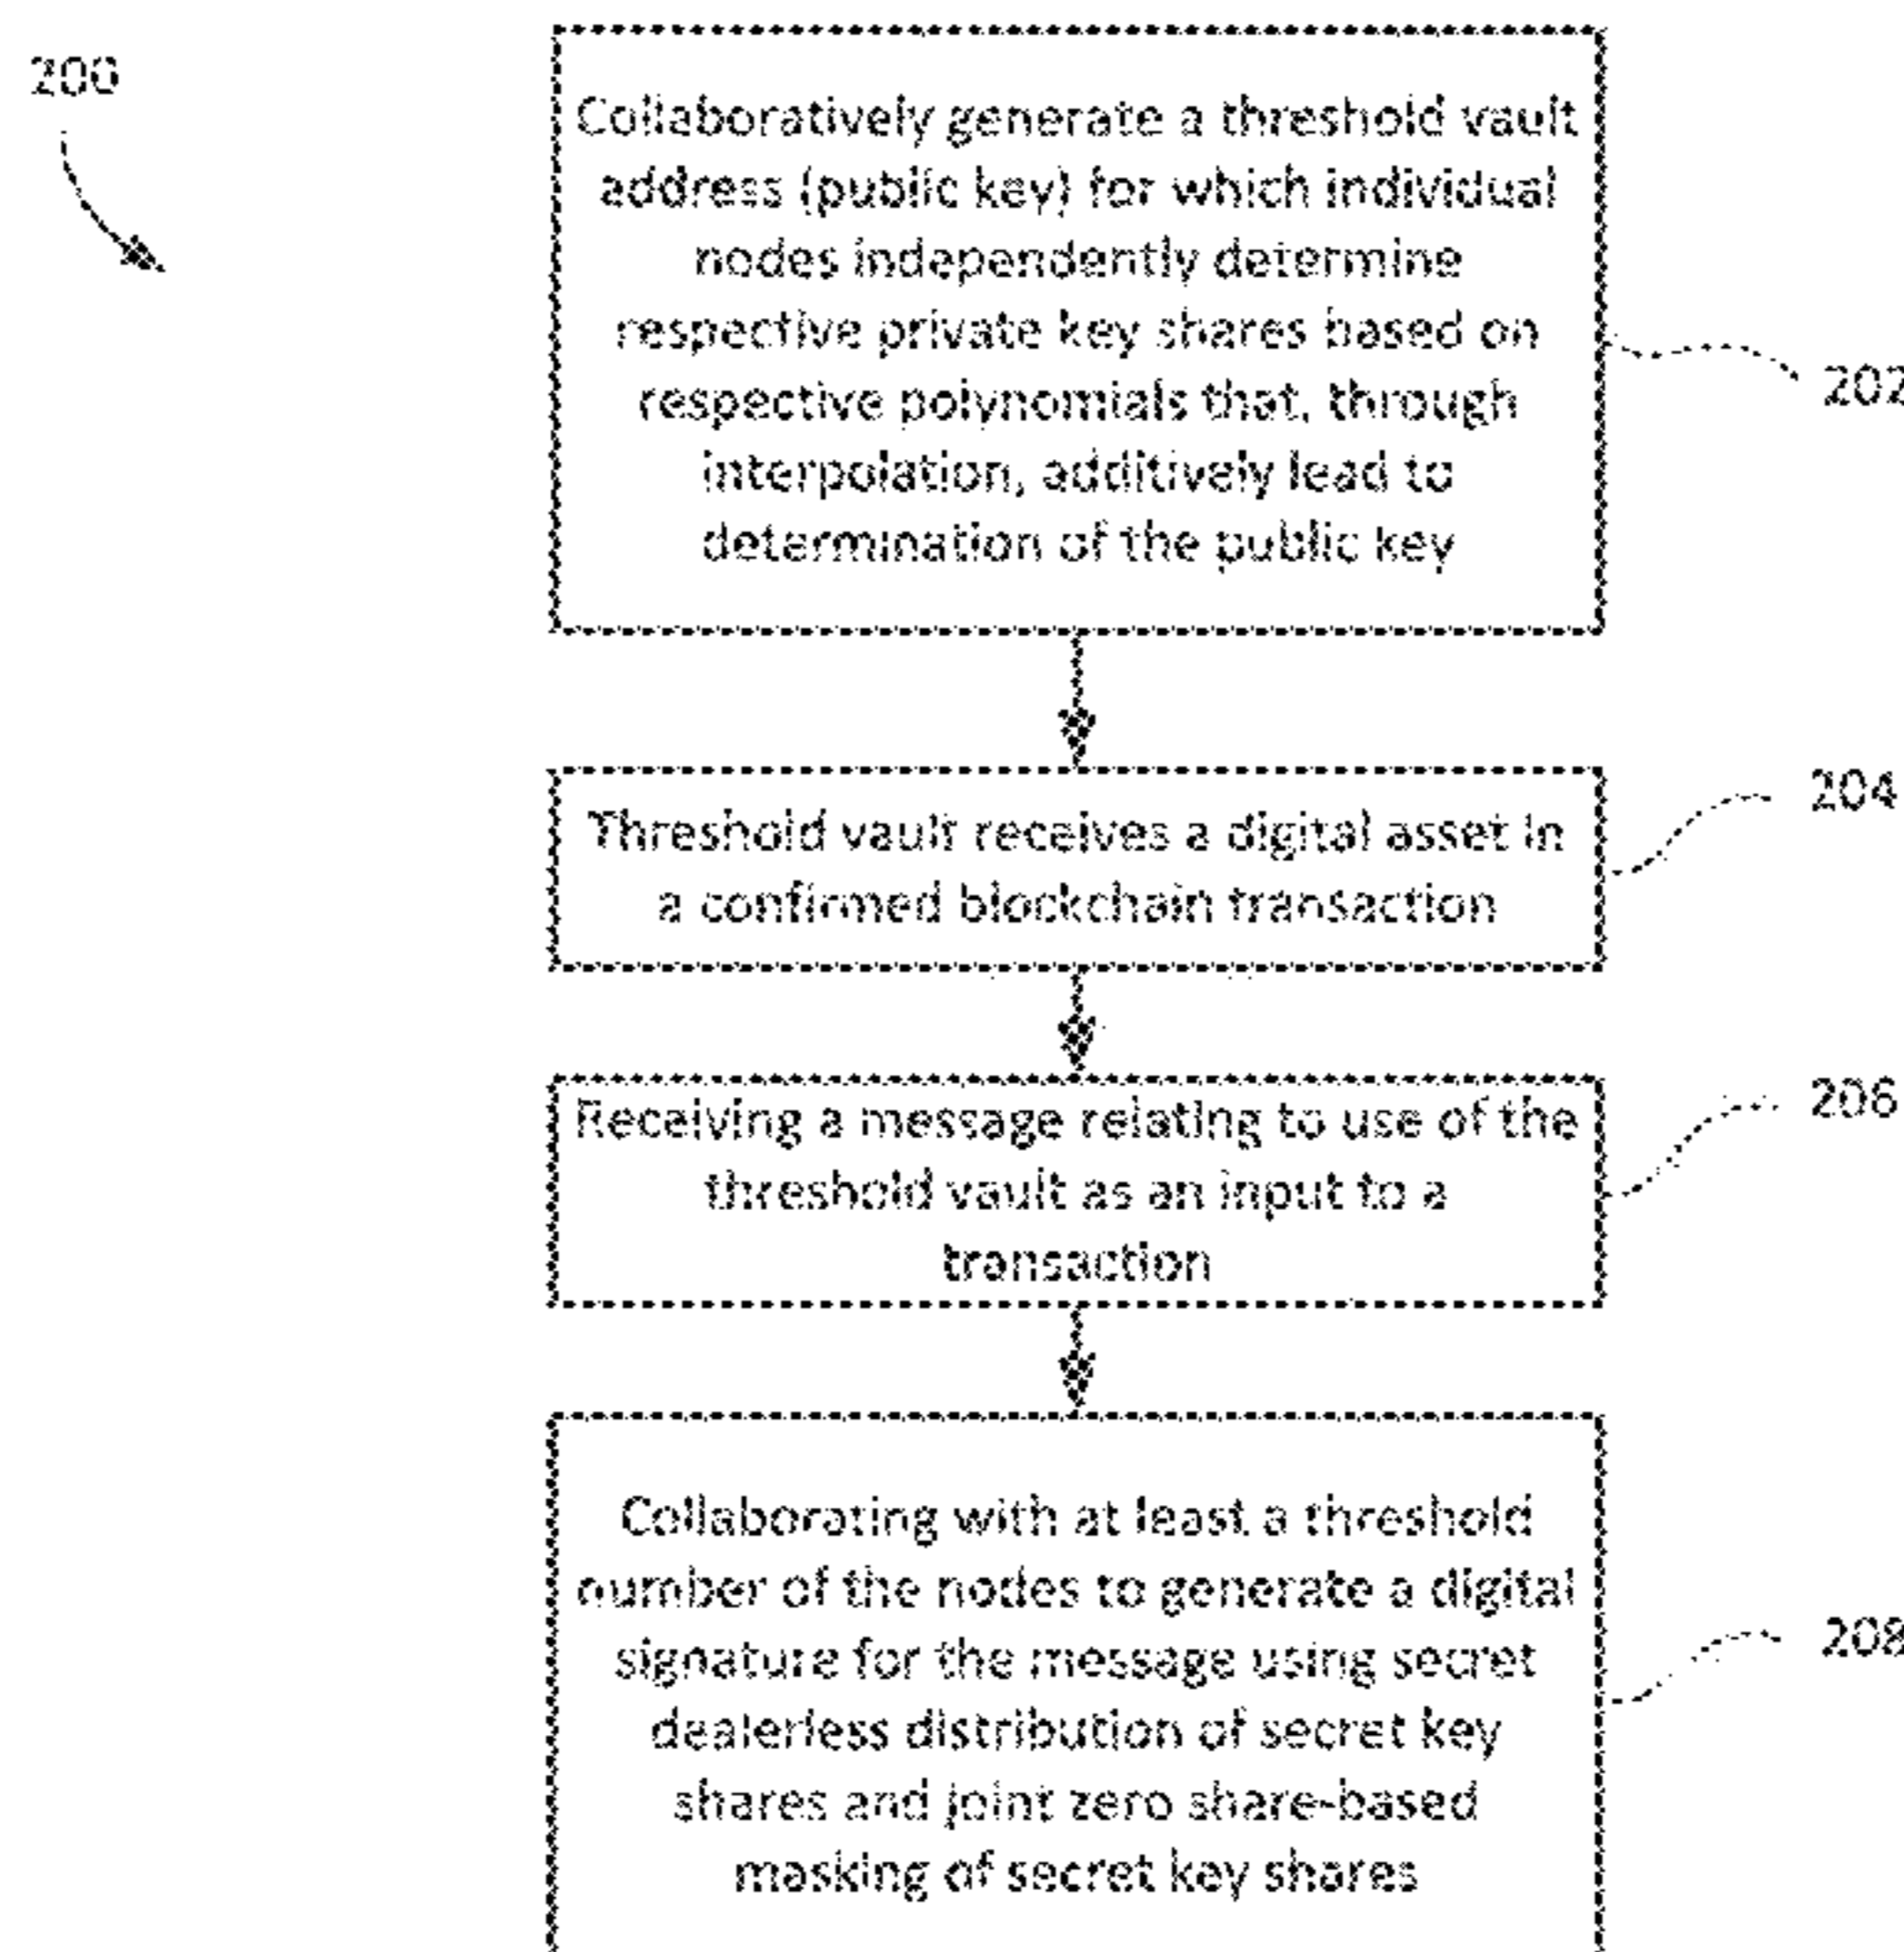 200
Collaboratively generate a threshold vault
address (public key) for which individual
nodes independently determine
respective private key shares based on
respective polynomials that, through
interpolation, additively lead to
determination of the public key
202
Threshold vault receives a digital asset in
a confirmed blockchain transaction
204
Receiving a message relating to use of the
threshold vault as an input to a
transaction
206
Collaborating with at least a threshold
number of the nodes to generate a digital
signature for the message using secret
dealerless distribution of secret key
shares and joint zero share-based
masking of secret key shares
208